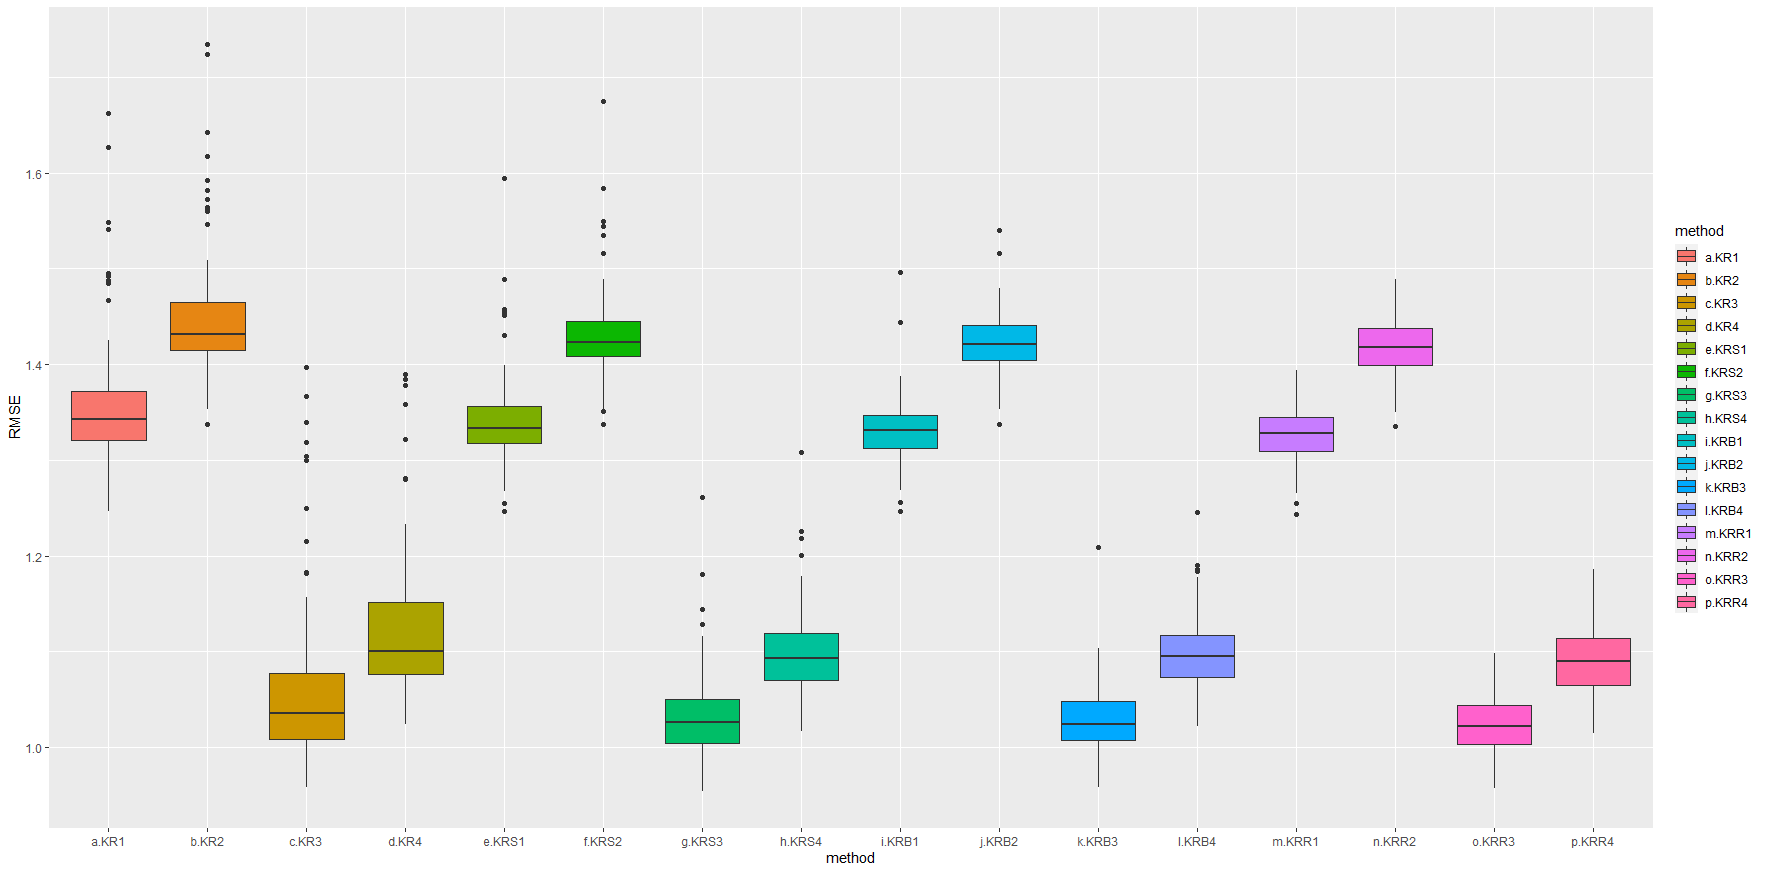 RMSE
1.6
1.4
1.2
1.0
a.KR1 b.KR2 c.KR3 d.KR4 e.KRS1 f.KRS2 g.KRS3 h.KRS4 i.KRB1 j.KRB2 k.KRB3 l.KRB4 m.KRR1 n.KRR2 o.KRR3 p.KRR4
method
method
a.KR1
b.KR2
c.KR3
d.KR4
e.KRS1
f.KRS2
g.KRS3
h.KRS4
i.KRB1
j.KRB2
k.KRB3
l.KRB4
m.KRR1
n.KRR2
o.KRR3
p.KRR4